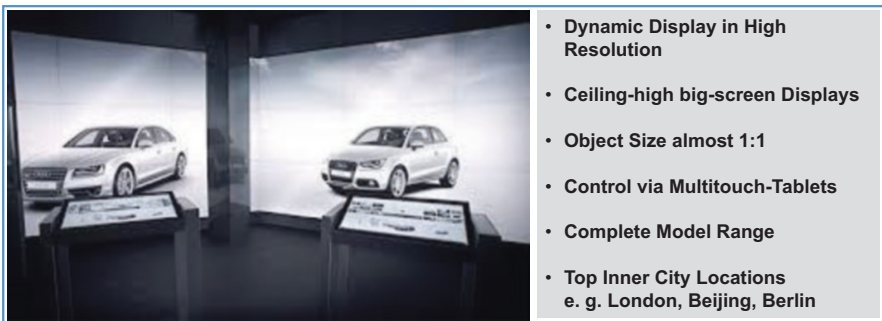 • Dynamic Display in High
Resolution
• Ceiling-high big-screen Displays
• Object Size almost 1:1
• Control via Multitouch-Tablets
• Complete Model Range
• Top Inner City Locations
e. g. London, Beijing, Berlin